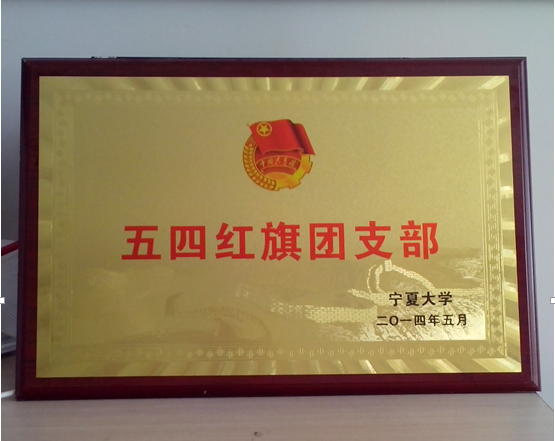 五四红旗团支部
宁夏大学
二〇一四年五月